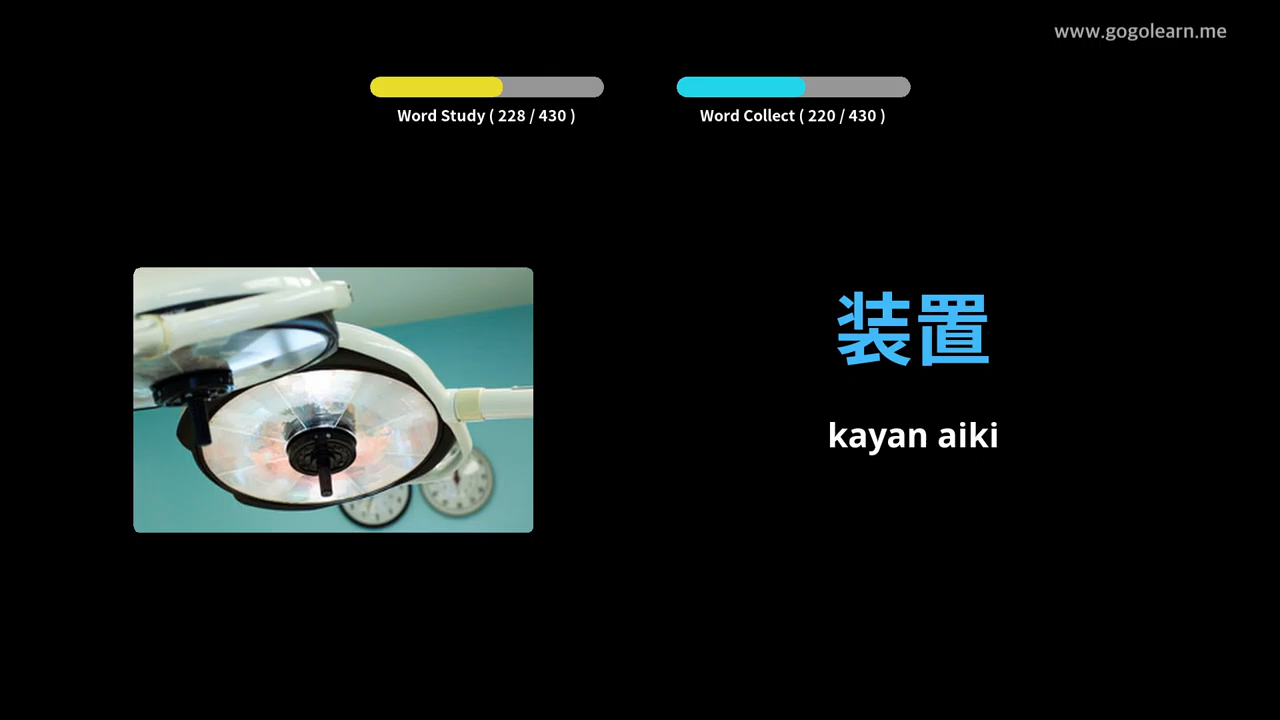 www.gogolearn.me
Word Study ( 228 / 430 )
Word Collect ( 220 / 430 )
装置
kayan aiki